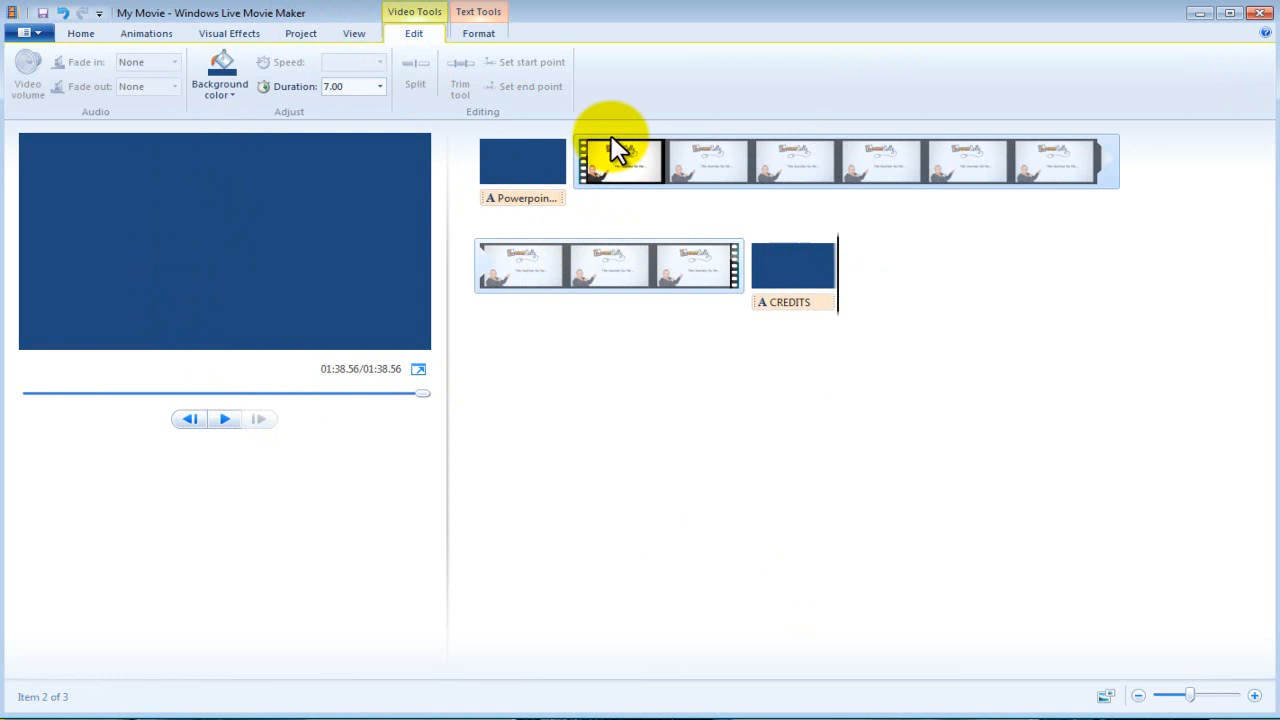 My Movie - Windows Live Movie Maker
Video Tools
Text Tools
Home
Animations
Visual Effects
Project
View
Edit
Format
Video volume
Fade in:
None
Fade out:
None
Audio
Background color
Speed:
Duration:
7.00
Adjust
Split
Trim tool
Set start point
Set end point
Editing
A Powerpoin...
A CREDITS
01:38.56/01:38.56
Item 2 of 3